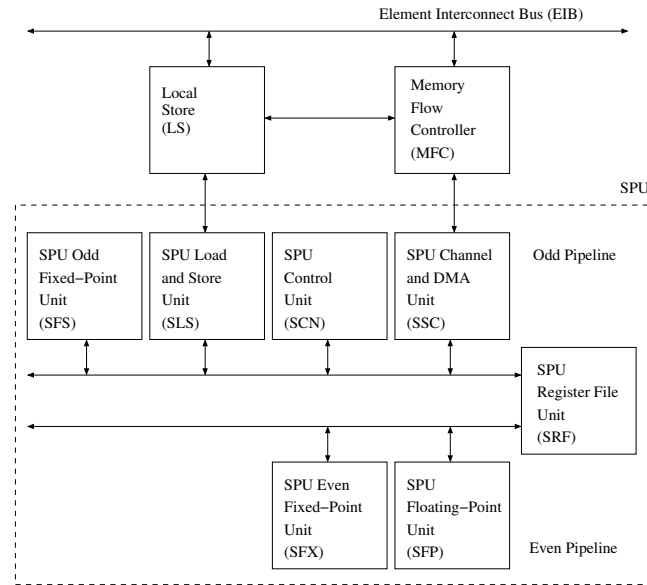 Element Interconnect Bus (EIB)
Local
Store
(LS)
Memory
Flow
Controller
(MFC)
SPU
SPU Odd
Fixed−Point
Unit
(SFS)
SPU Load
and Store
Unit
(SLS)
SPU
Control
Unit
(SCN)
SPU Channel
and DMA
Unit
(SSC)
Odd Pipeline
SPU
Register File
Unit
(SRF)
SPU Even
Fixed−Point
Unit
(SFX)
SPU
Floating−Point
Unit
(SFP)
Even Pipeline